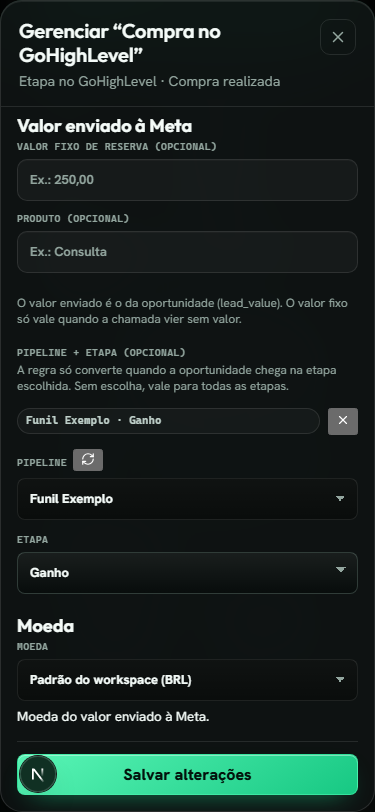 Gerenciar “Compra no
GoHighLevel”
Etapa no GoHighLevel · Compra realizada
Valor enviado à Meta
VALOR FIXO DE RESERVA (OPCIONAL)
Ex.: 250,00
PRODUTO (OPCIONAL)
Ex.: Consulta
O valor enviado é o da oportunidade (lead_value). O valor fixo
só vale quando a chamada vier sem valor.
PIPELINE + ETAPA (OPCIONAL)
A regra só converte quando a oportunidade chega na etapa
escolhida. Sem escolha, vale para todas as etapas.
Funil Exemplo · Ganho
PIPELINE
Funil Exemplo
ETAPA
Ganho
Moeda
MOEDA
Padrão do workspace (BRL)
Moeda do valor enviado à Meta.
N
Salvar alterações